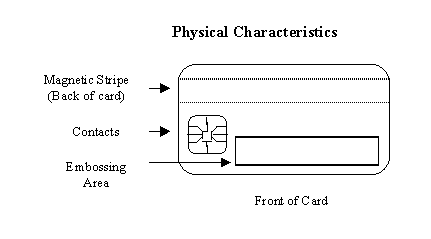 Physical Characteristics
Magnetic Stripe
(Back of card)
Contacts
Embossing
Area
Front of Card